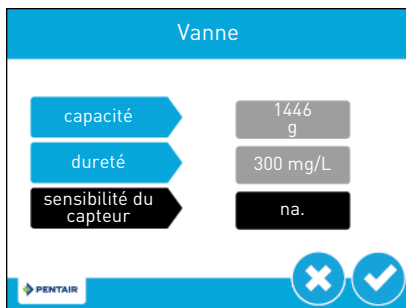 Vanne
capacité
1446
g
dureté
300 mg/L
sensibilité du
capteur
na.
PENTAIR